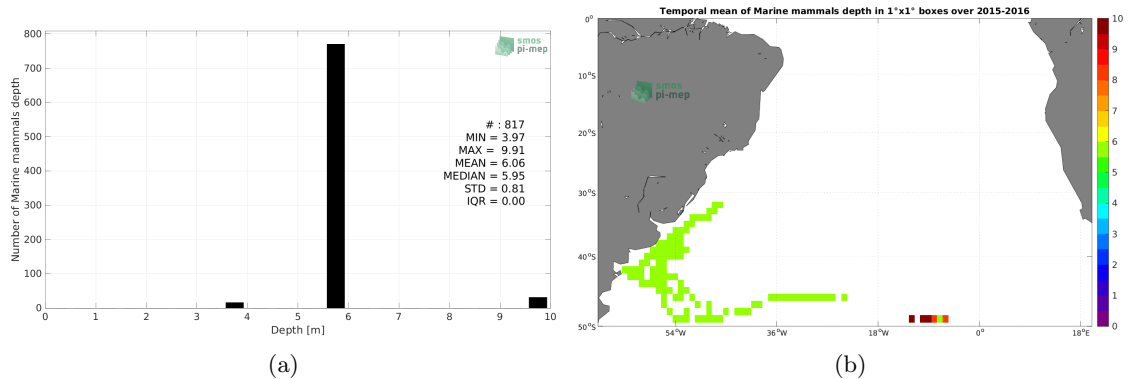 800
700
600
500
400
300
200
100
0
Number of Marine mammals depth
0 1 2 3 4 5 6 7 8 9 10
Depth [m]
smos
pi-mep
# : 817
MIN = 3.97
MAX = 9.91
MEAN = 6.06
MEDIAN = 5.95
STD = 0.81
IQR = 0.00
(a)
Temporal mean of Marine mammals depth in 1°x1° boxes over 2015-2016
smos
pi-mep
0°
10°S
20°S
30°S
40°S
50°S
54°W 36°W 18°W 0° 18°E
10
9
8
7
6
5
4
3
2
1
0
(b)